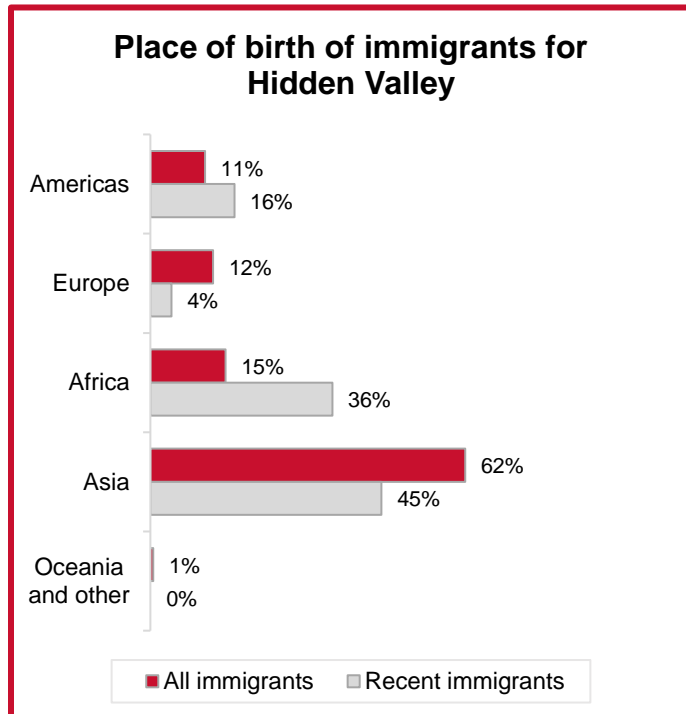 Place of birth of immigrants for
Hidden Valley
Americas
11%
16%
Europe
12%
4%
Africa
15%
36%
Asia
62%
45%
Oceania
and other
1%
0%
All immigrants
Recent immigrants